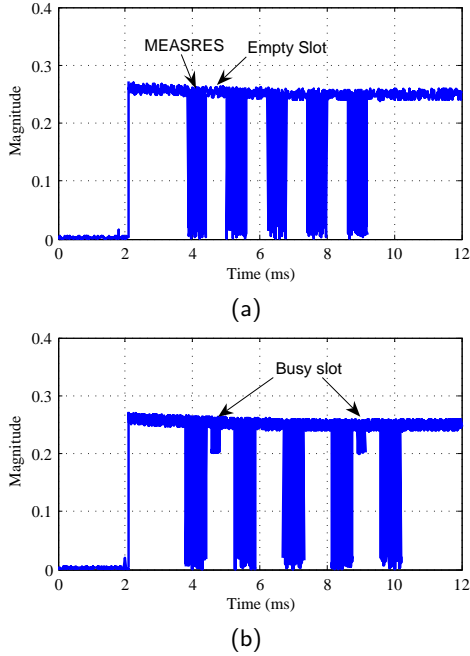 0.4
MEASRES
Empty Slot
0.3
0.2
0.1
0
Magnitude
0 2 4 6 8 10 12
Time (ms)
(a)
0.4
Busy slot
0.3
0.2
0.1
0
Magnitude
0 2 4 6 8 10 12
Time (ms)
(b)